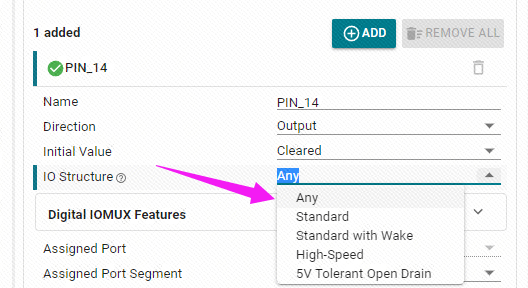 1 added
ADD
REMOVE ALL
PIN_14
Name PIN_14
Direction Output
Initial Value Cleared
IO Structure Any
Any
Digital IOMUX Features
Standard
Standard with Wake
High-Speed
Assigned Port
5V Tolerant Open Drain
Assigned Port Segment